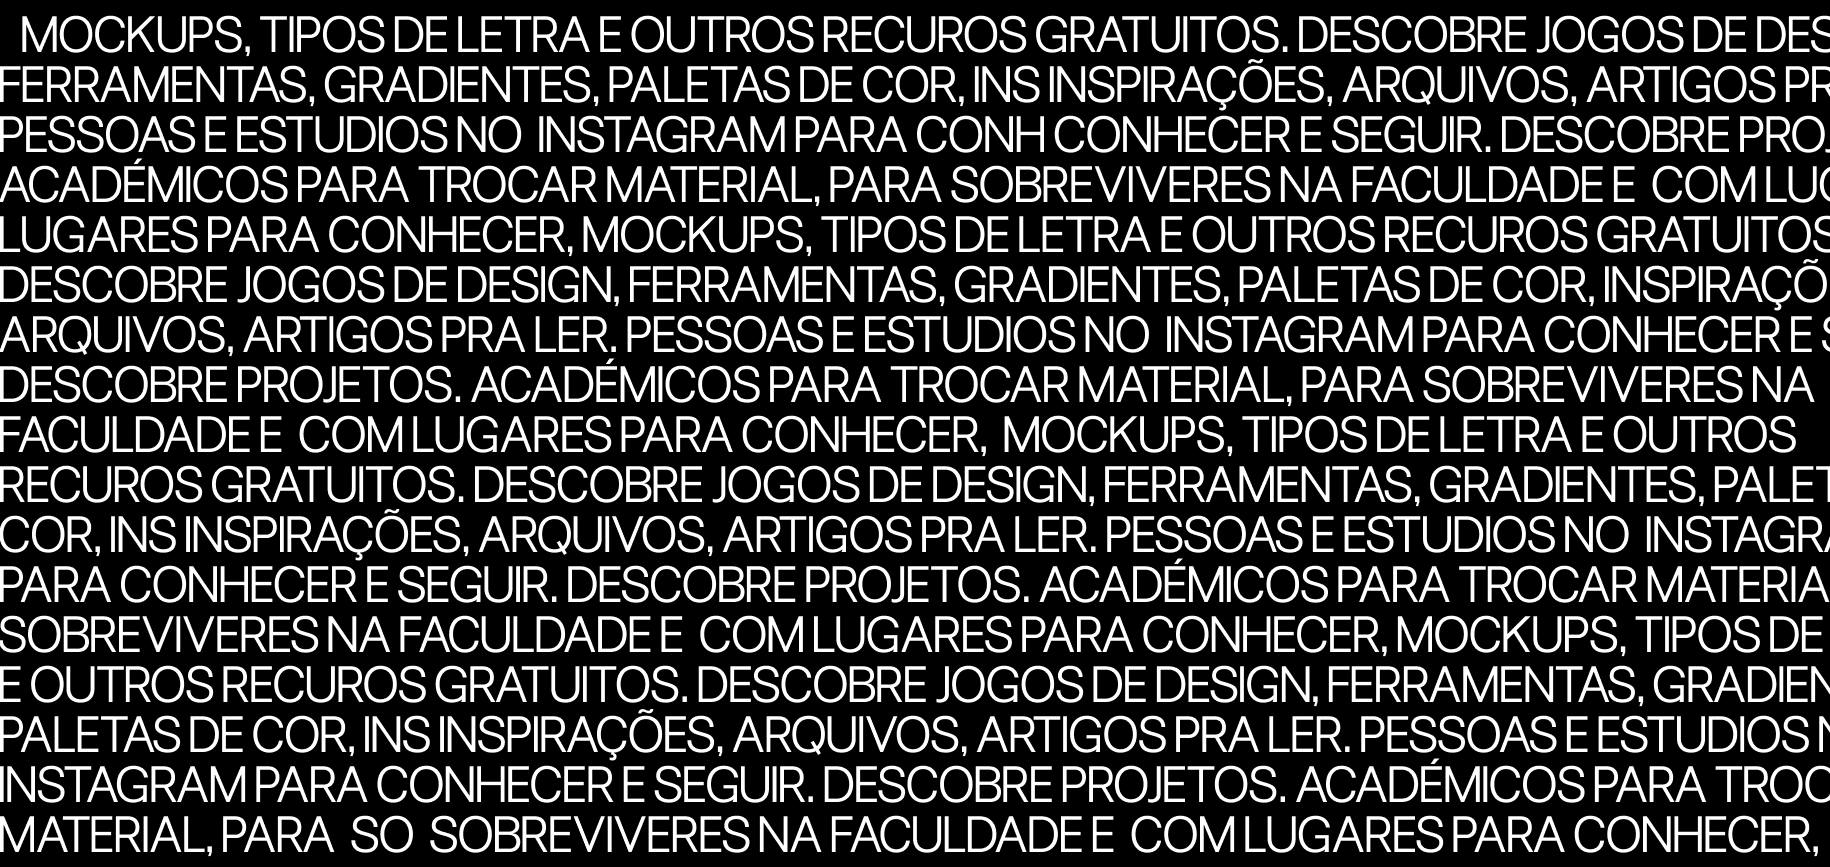 MOCKUPS, TIPOS DE LETRA E OUTROS RECUROS GRATUITOS. DESCOBRE JOGOS DE DES
FERRAMENTAS, GRADIENTES, PALETAS DE COR, INS INSPIRAÇÕES, ARQUIVOS, ARTIGOS PR
PESSOAS E ESTUDIOS NO INSTAGRAM PARA CONH CONHECER E SEGUIR. DESCOBRE PROJ
ACADÉMICOS PARA TROCAR MATERIAL, PARA SOBREVIVERES NA FACULDADE E COM LUG
LUGARES PARA CONHECER, MOCKUPS, TIPOS DE LETRA E OUTROS RECUROS GRATUITOS
DESCOBRE JOGOS DE DESIGN, FERRAMENTAS, GRADIENTES, PALETAS DE COR, INSPIRAÇÕ
ARQUIVOS, ARTIGOS PRA LER. PESSOAS E ESTUDIOS NO INSTAGRAM PARA CONHECER E S
DESCOBRE PROJETOS. ACADÉMICOS PARA TROCAR MATERIAL, PARA SOBREVIVERES NA
FACULDADE E COM LUGARES PARA CONHECER, MOCKUPS, TIPOS DE LETRA E OUTROS
RECUROS GRATUITOS. DESCOBRE JOGOS DE DESIGN, FERRAMENTAS, GRADIENTES, PALET
COR, INS INSPIRAÇÕES, ARQUIVOS, ARTIGOS PRA LER. PESSOAS E ESTUDIOS NO INSTAGRA
PARA CONHECER E SEGUIR. DESCOBRE PROJETOS. ACADÉMICOS PARA TROCAR MATERIA
SOBREVIVERES NA FACULDADE E COM LUGARES PARA CONHECER, MOCKUPS, TIPOS DE
E OUTROS RECUROS GRATUITOS. DESCOBRE JOGOS DE DESIGN, FERRAMENTAS, GRADIEN
PALETAS DE COR, INS INSPIRAÇÕES, ARQUIVOS, ARTIGOS PRA LER. PESSOAS E ESTUDIOS N
INSTAGRAM PARA CONHECER E SEGUIR. DESCOBRE PROJETOS. ACADÉMICOS PARA TROC
MATERIAL, PARA SO SOBREVIVERES NA FACULDADE E COM LUGARES PARA CONHECER,